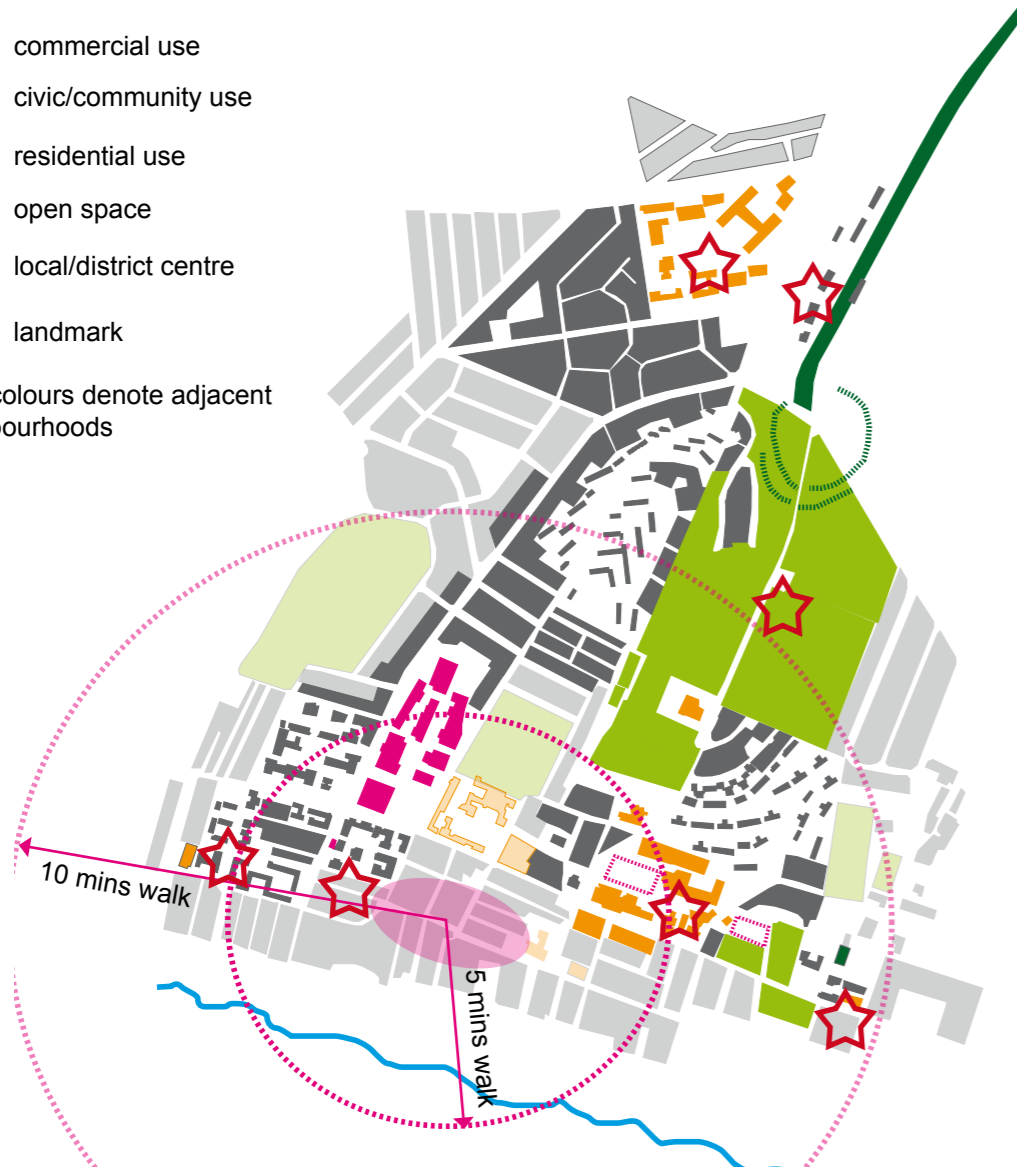 commercial use
civic/community use
residential use
open space
local/district centre
landmark
colours denote adjacent
ourhoods
10 mins walk
5 mins walk